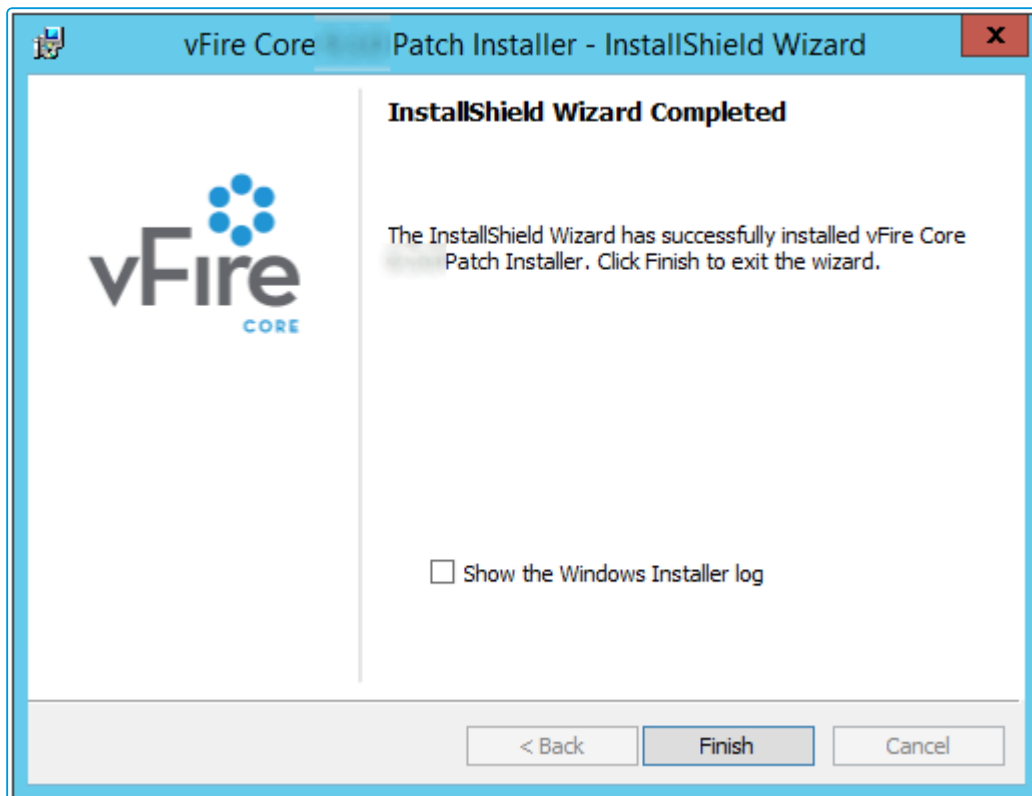 vFire Core Patch Installer - InstallShield Wizard
x
InstallShield Wizard Completed
The InstallShield Wizard has successfully installed vFire Core
Patch Installer. Click Finish to exit the wizard.
vFire
CORE
Show the Windows Installer log
< Back Finish Cancel